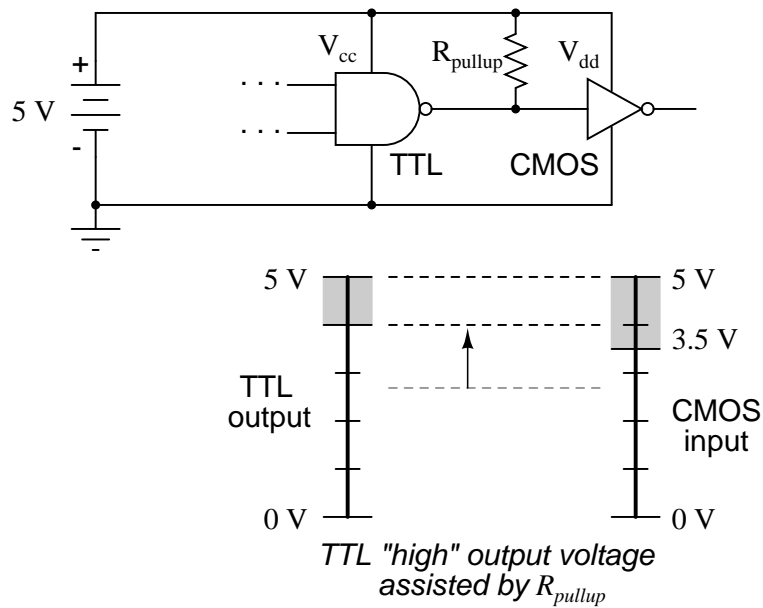 V_cc
R_pullup
V_dd
+
5 V
-
. . .
. . .
TTL
CMOS
5 V
5 V
3.5 V
TTL
output
CMOS
input
0 V
0 V
TTL "high" output voltage
assisted by R_pullup